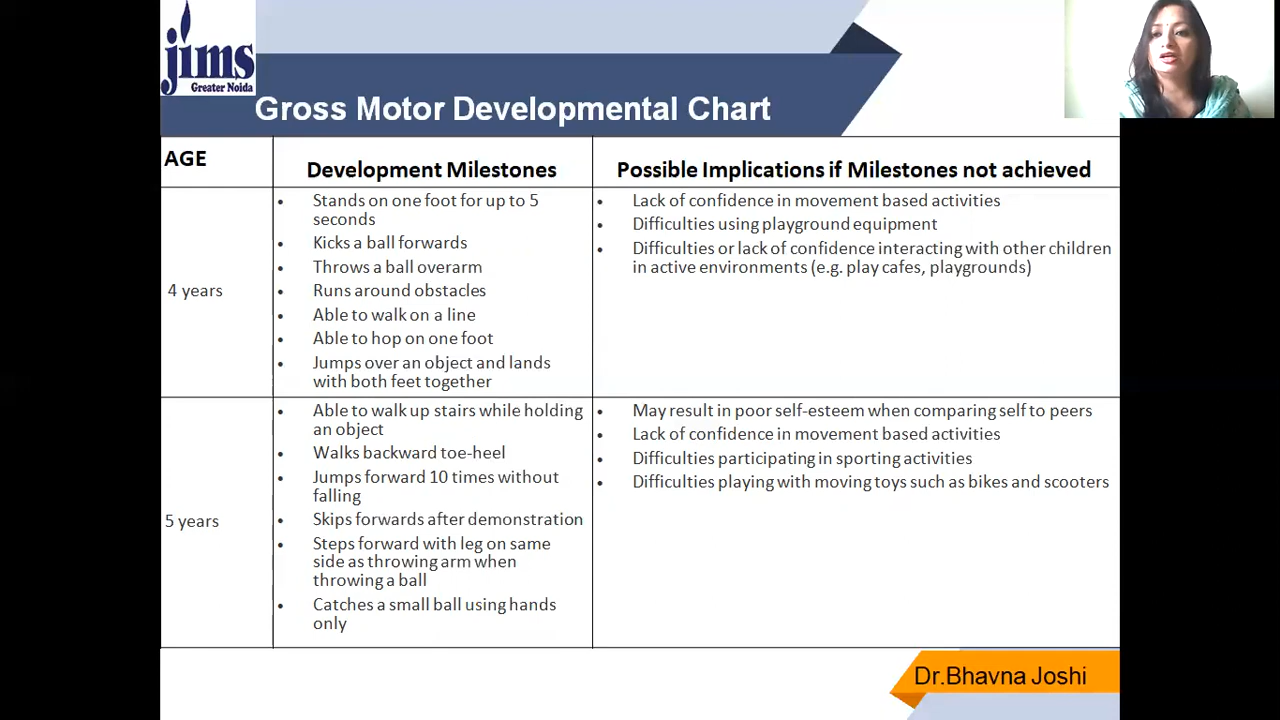 jims
Greater Noida
Gross Motor Developmental Chart
AGE
Development Milestones
Possible Implications if Milestones not achieved
4 years
• Stands on one foot for up to 5
seconds
• Kicks a ball forwards
• Throws a ball overarm
• Runs around obstacles
• Able to walk on a line
• Able to hop on one foot
• Jumps over an object and lands
with both feet together
• Lack of confidence in movement based activities
• Difficulties using playground equipment
• Difficulties or lack of confidence interacting with other children
in active environments (e.g. play cafes, playgrounds)
5 years
• Able to walk up stairs while holding
an object
• Walks backward toe-heel
• Jumps forward 10 times without
falling
• Skips forwards after demonstration
• Steps forward with leg on same
side as throwing arm when
throwing a ball
• Catches a small ball using hands
only
• May result in poor self-esteem when comparing self to peers
• Lack of confidence in movement based activities
• Difficulties participating in sporting activities
• Difficulties playing with moving toys such as bikes and scooters
Dr.Bhavna Joshi